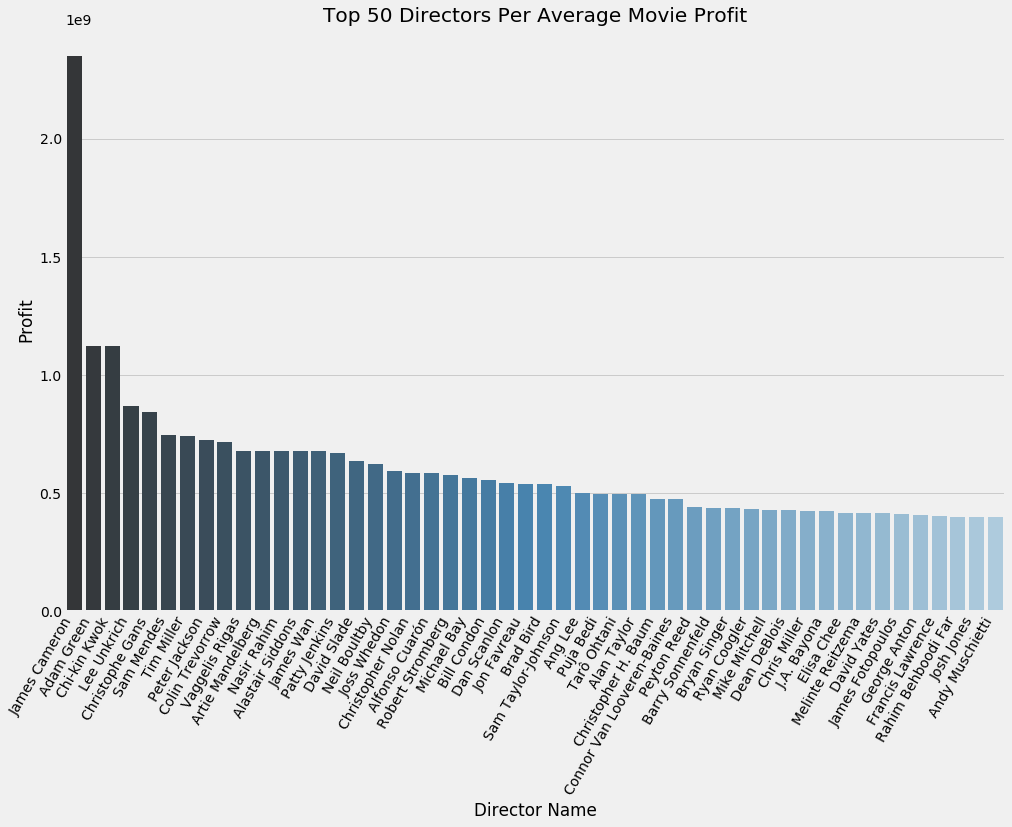 Top 50 Directors Per Average Movie Profit
1e9
2.0
1.5
1.0
0.5
0.0
Profit
James Cameron
Adam Green
Chi-kin Kwok
Lee Unkrich
Christophe Gans
Sam Mendes
Tim Miller
Peter Jackson
Colin Trevorrow
Vaggelis Rigas
Artie Mandelberg
Nasir Rahim
Alastair Siddons
James Wan
Patty Jenkins
David Slade
Neil Boultby
Joss Whedon
Christopher Nolan
Alfonso Cuarón
Robert Stromberg
Michael Bay
Bill Condon
Dan Scanlon
Jon Favreau
Brad Bird
Sam Taylor-Johnson
Ang Lee
Puja Bedi
Tarō Ohtani
Alan Taylor
Christopher H. Baum
Connor Van Looveren-Baines
Peyton Reed
Barry Sonnenfeld
Bryan Singer
Ryan Coogler
Mike Mitchell
Dean DeBlois
Chris Miller
J.A. Bayona
Elisa Chee
Melinte Reitzema
David Yates
James Fotopoulos
George Anton
Francis Lawrence
Rahim Behboodi Far
Josh Jones
Andy Muschietti
Director Name